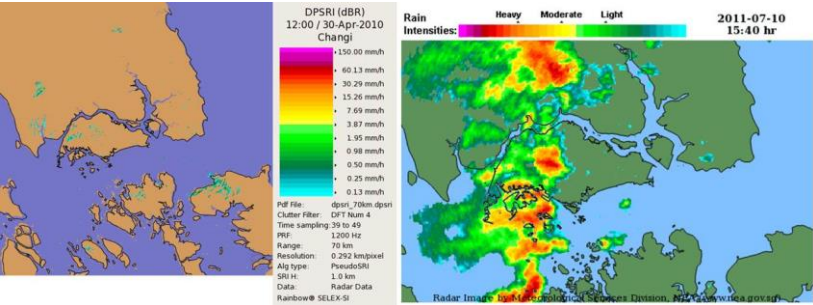 DPSRI (dBR)
12:00 / 30-Apr-2010
Changi
150.00 mm/h
60.13 mm/h
30.29 mm/h
15.26 mm/h
7.69 mm/h
3.87 mm/h
1.95 mm/h
0.98 mm/h
0.50 mm/h
0.25 mm/h
0.13 mm/h
Pdf File: dpsri_70km.dpsri
Clutter Filter: DFT Num 4
Time sampling: 39 to 49
PRF: 1200 Hz
Range: 70 km
Resolution: 0.292 km/pixel
Alg type: PseudoSRI
SRI H: 1.0 km
Data: Radar Data
Rainbow® SELEX-SI
Rain Intensities:
Heavy Moderate Light
2011-07-10
15:40 hr
Radar Image by Meteorological Services Division,